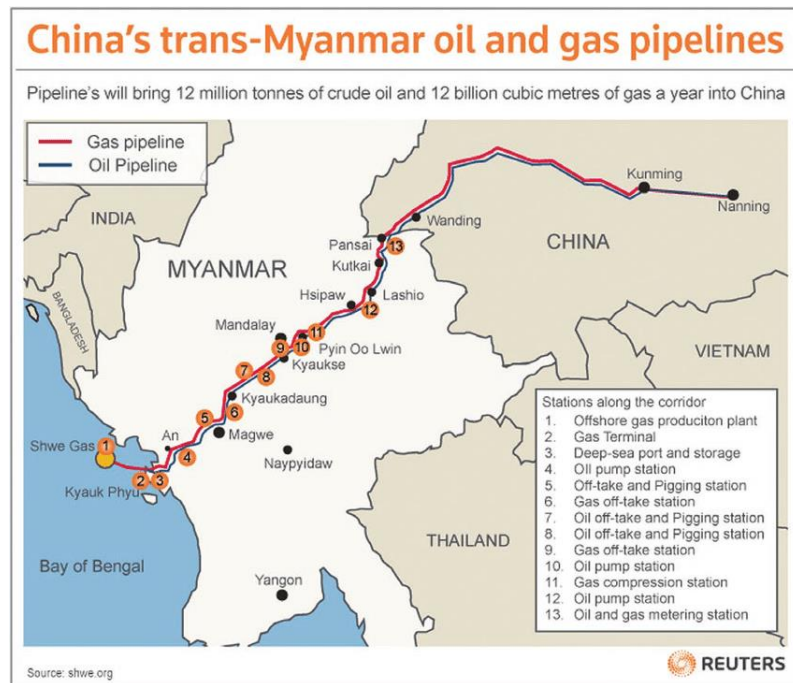 China's trans-Myanmar oil and gas pipelines
Pipeline's will bring 12 million tonnes of crude oil and 12 billion cubic metres of gas a year into China
Gas pipeline
Oil Pipeline
INDIA
BANGLADESH
MYANMAR
CHINA
VIETNAM
THAILAND
Kunming
Nanning
Wanding
Pansai
13
Kutkai
Hsipaw
Lashio
12
Mandalay
11
9
10
Pyin Oo Lwin
Kyaukse
7
8
Kyaukadaung
5
6
Magwe
An
4
Shwe Gas
1
Naypyidaw
2
3
Kyauk Phyu
Bay of Bengal
Yangon
Stations along the corridor
1. Offshore gas produciton plant
2. Gas Terminal
3. Deep-sea port and storage
4. OIl pump station
5. Off-take and Pigging station
6. Gas off-take station
7. Oil off-take and Pigging station
8. Oil off-take and Pigging station
9. Gas off-take station
10. Oil pump station
11. Gas compression station
12. Oil pump station
13. Oil and gas metering station
Source: shwe.org
REUTERS